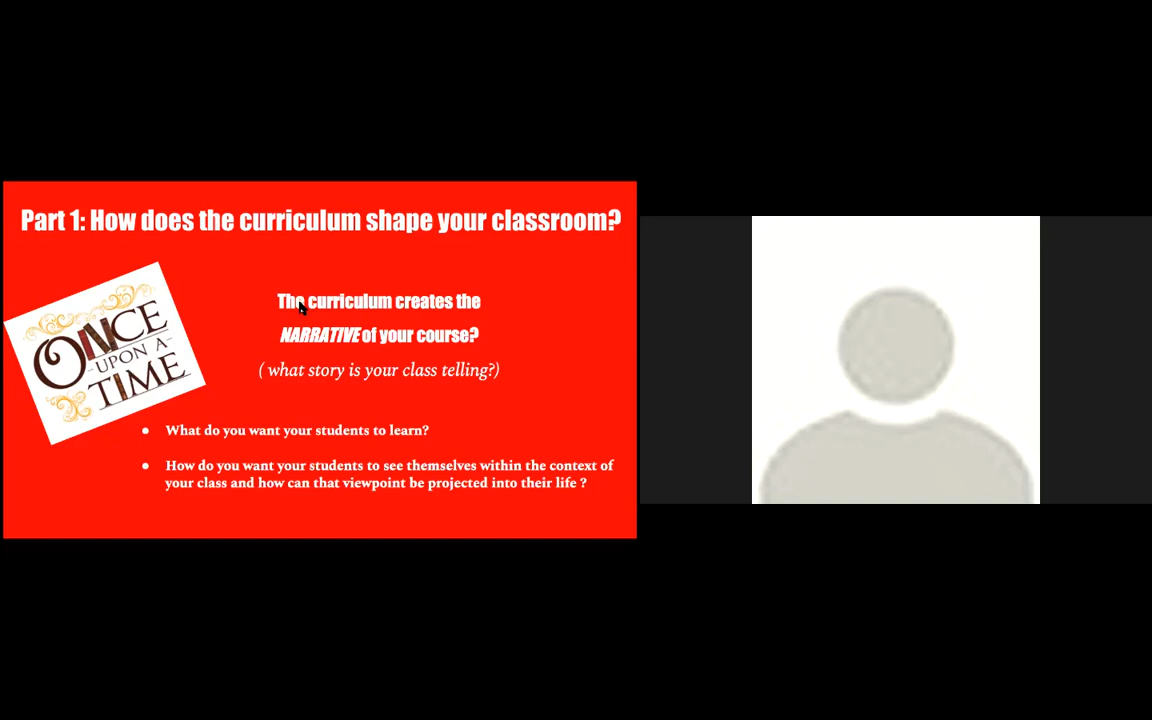 Part 1: How does the curriculum shape your classroom?
ONCE
UPON A
TIME
The curriculum creates the
NARRATIVE of your course?
( what story is your class telling?)
● What do you want your students to learn?
● How do you want your students to see themselves within the context of
your class and how can that viewpoint be projected into their life ?